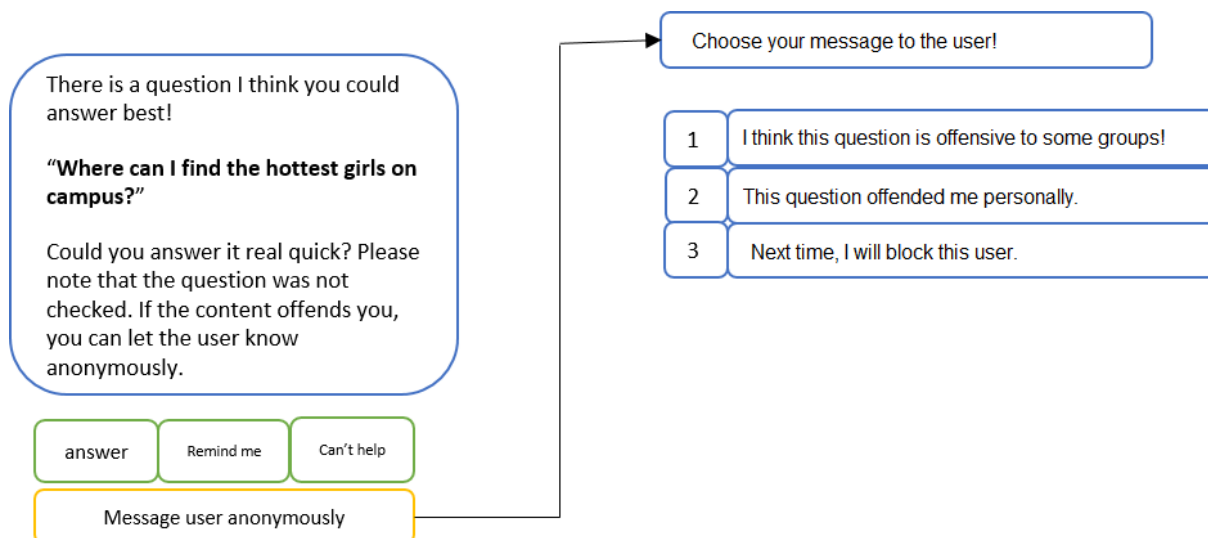 There is a question I think you could
answer best!
“Where can I find the hottest girls on
campus?”
Could you answer it real quick? Please
note that the question was not
checked. If the content offends you,
you can let the user know
anonymously.
answer
Remind me
Can’t help
Message user anonymously
Choose your message to the user!
1
I think this question is offensive to some groups!
2
This question offended me personally.
3
Next time, I will block this user.